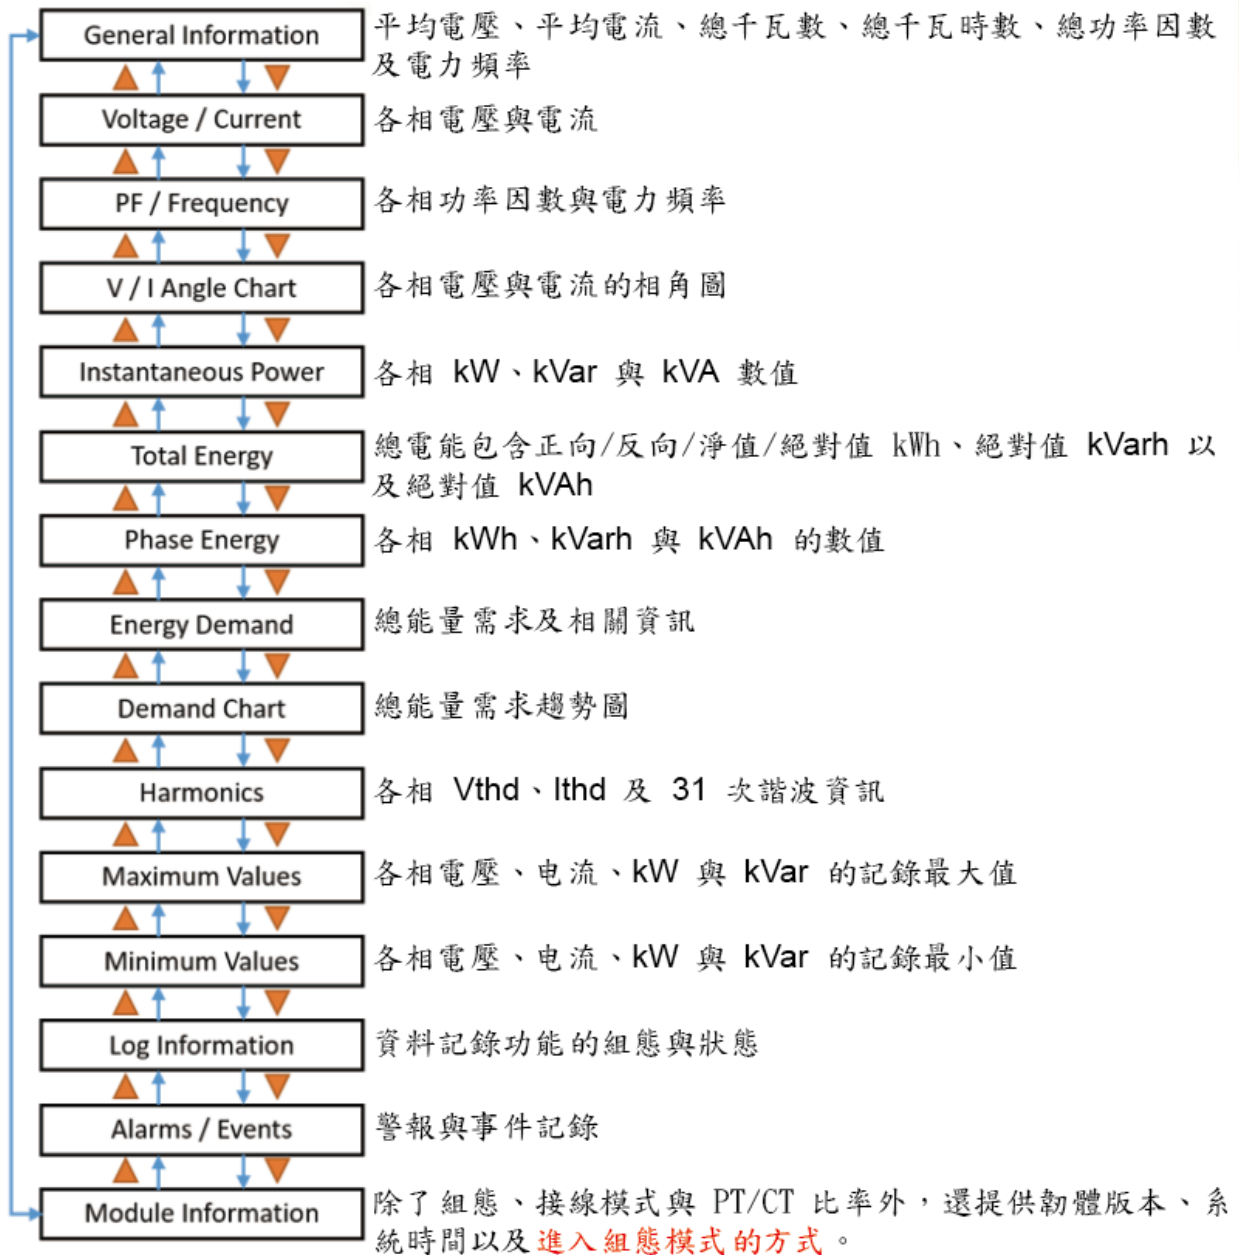 General Information
平均電壓、平均電流、總千瓦數、總千瓦時數、總功率因數
及電力頻率
Voltage / Current
各相電壓與電流
PF / Frequency
各相功率因數與電力頻率
V / I Angle Chart
各相電壓與電流的相角圖
Instantaneous Power
各相 kW、kVar 與 kVA 數值
Total Energy
總電能包含正向/反向/淨值/絕對值 kWh、絕對值 kVarh 以
及絕對值 kVAh
Phase Energy
各相 kWh、kVarh 與 kVAh 的數值
Energy Demand
總能量需求及相關資訊
Demand Chart
總能量需求趨勢圖
Harmonics
各相 Vthd、Ithd 及 31 次諧波資訊
Maximum Values
各相電壓、电流、kW 與 kVar 的記錄最大值
Minimum Values
各相電壓、电流、kW 與 kVar 的記錄最小值
Log Information
資料記錄功能的組態與狀態
Alarms / Events
警報與事件記錄
Module Information
除了組態、接線模式與 PT/CT 比率外，還提供韌體版本、系
統時間以及進入組態模式的方式。